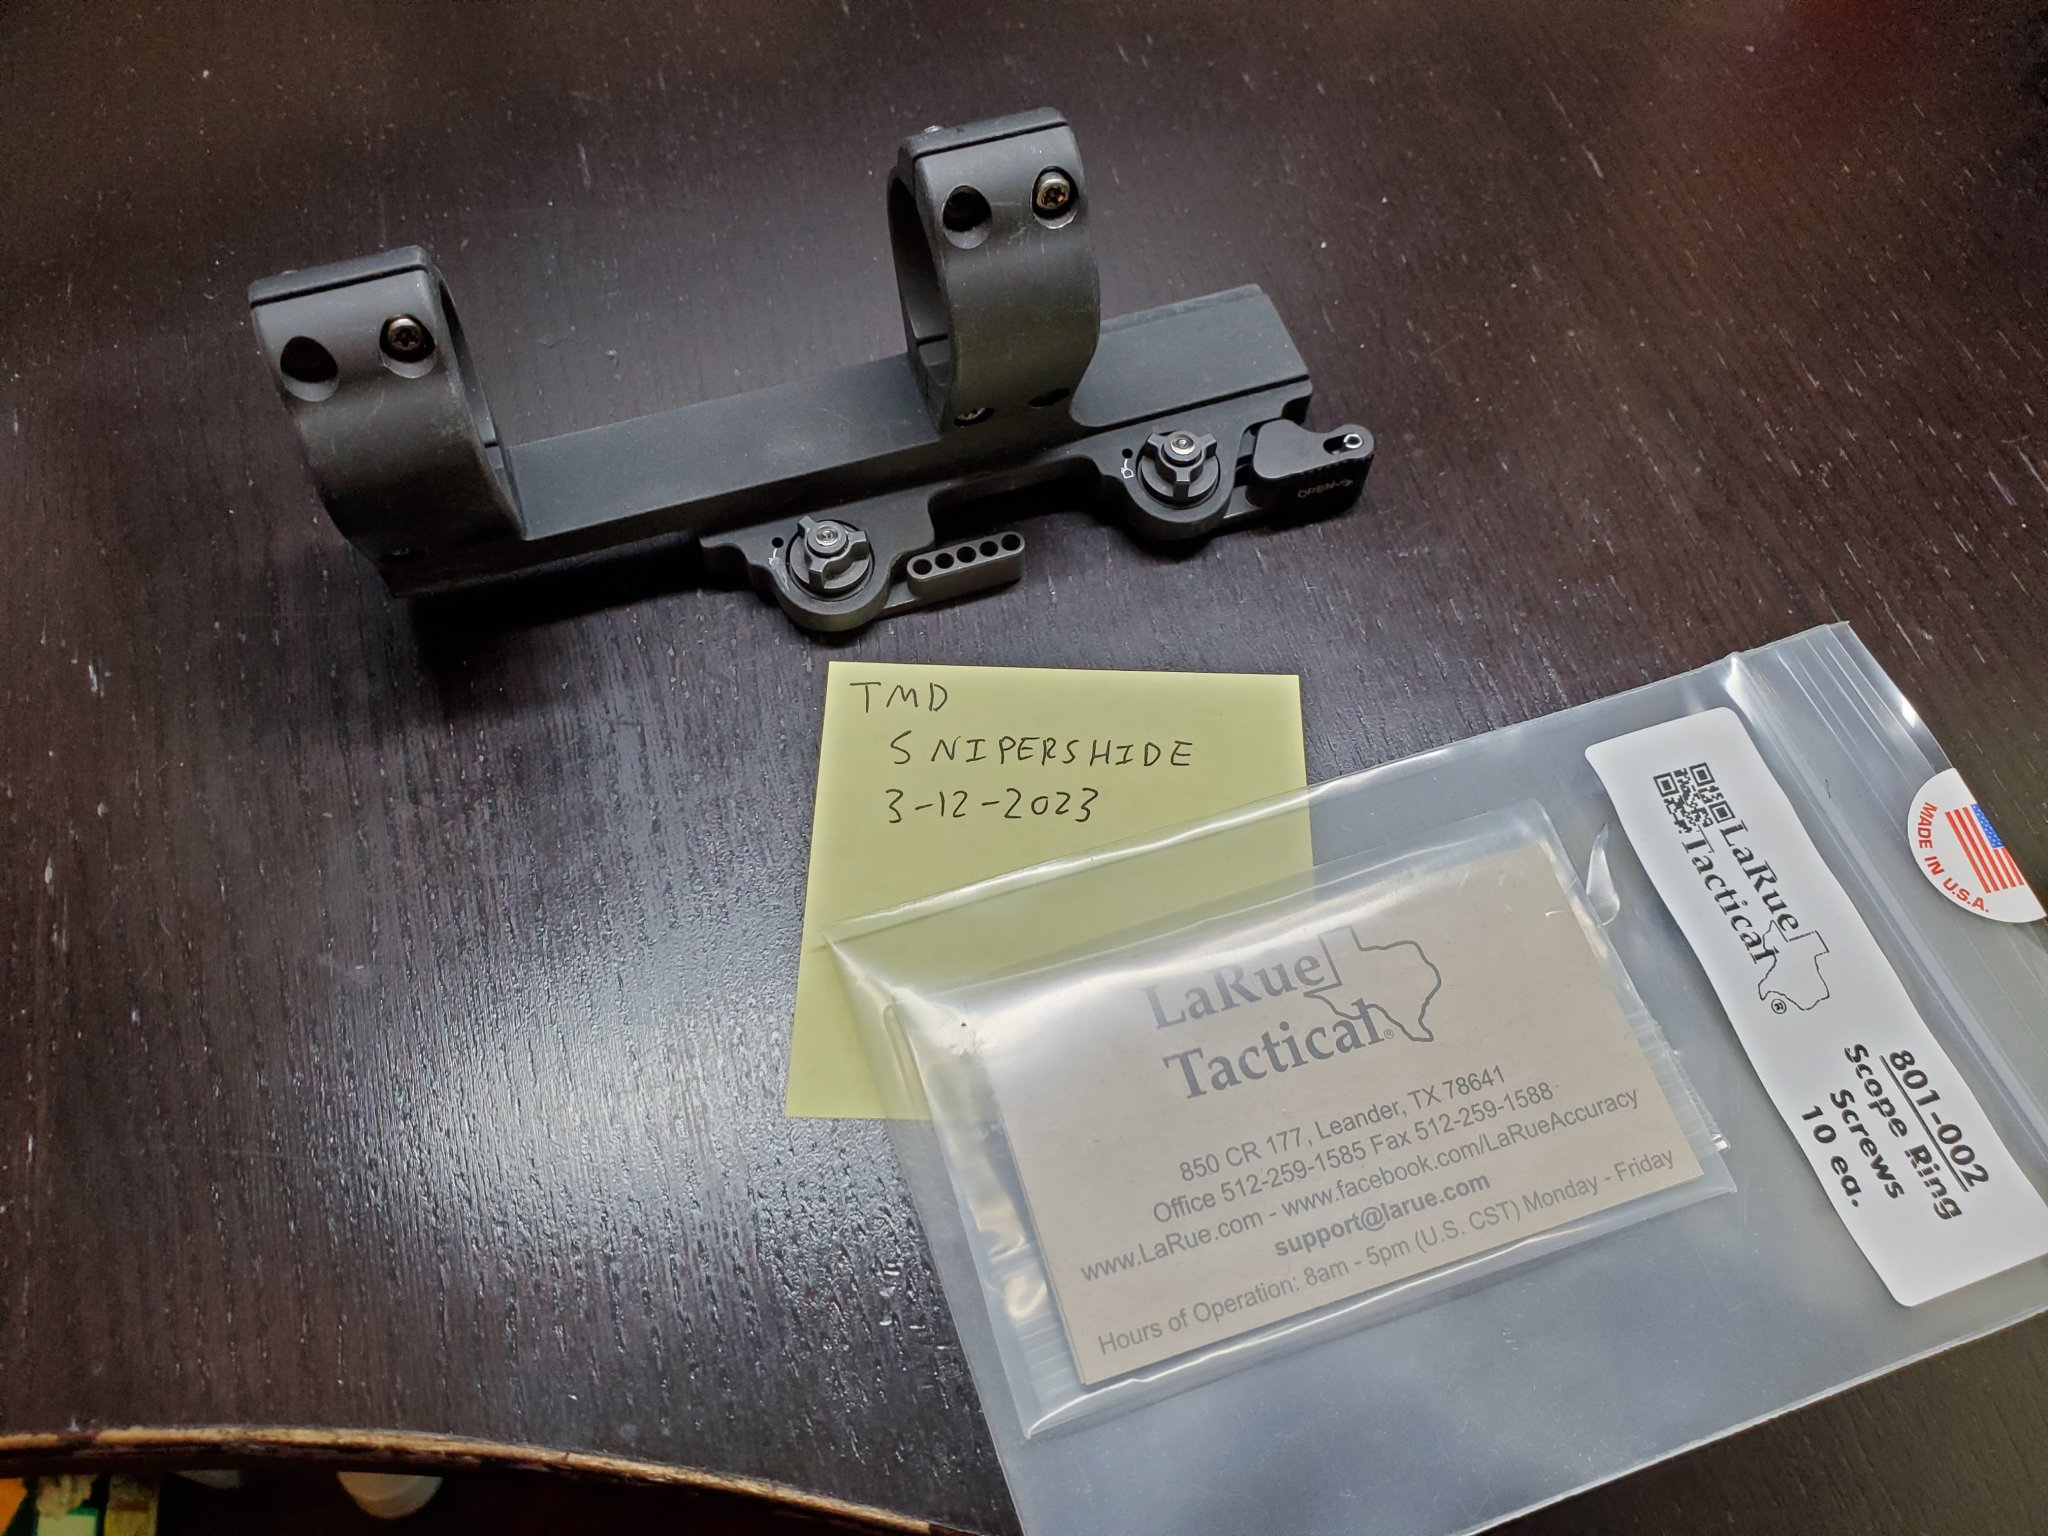 OPEN
TMD
SNIPERSHIDE
3-12-2023
LaRue
Tactical®
850 CR 177, Leander, TX 78641
Office 512-259-1585 Fax 512-259-1588
www.LaRue.com - www.facebook.com/LaRueAccuracy
support@larue.com
Hours of Operation: 8am - 5pm (U.S. CST) Monday - Friday
LaRue
Tactical®
801-002
Scope Ring
Screws
10 ea.
MADE IN U.S.A.